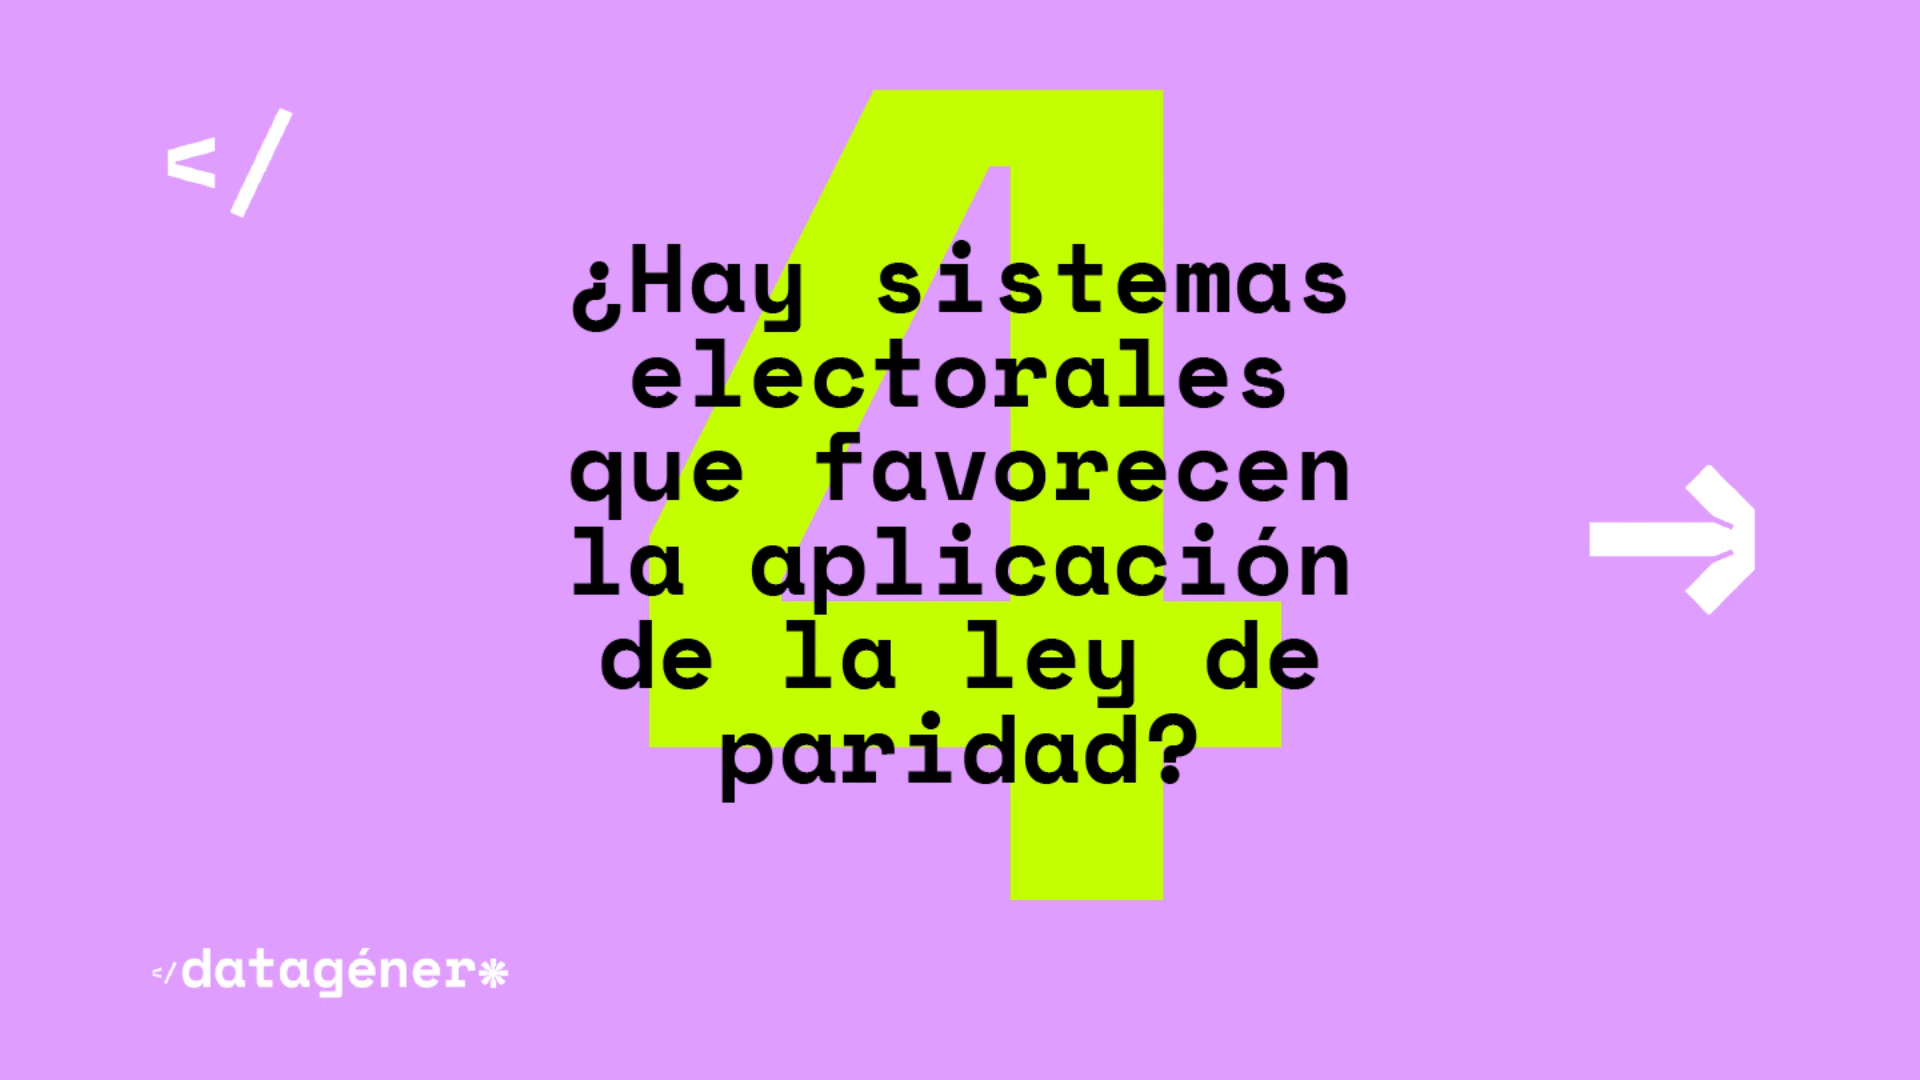 </
4
¿Hay sistemas
electorales
que favorecen
la aplicación
de la ley de
paridad?
</datagéner*